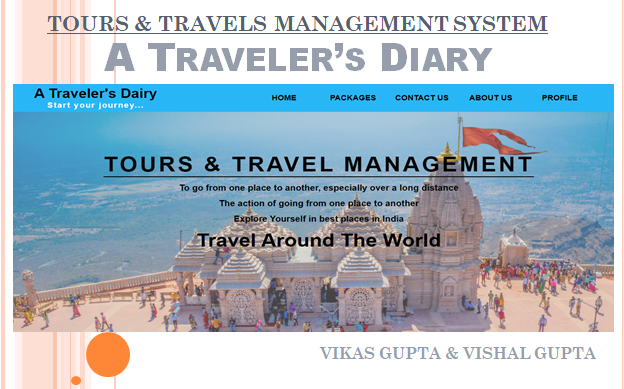 TOURS & TRAVELS MANAGEMENT SYSTEM
A TRAVELER'S DIARY
A Traveler's Dairy
Start your journey...
HOME PACKAGES CONTACT US ABOUT US PROFILE
TOURS & TRAVEL MANAGEMENT
To go from one place to another, especially over a long distance
The action of going from one place to another
Explore Yourself in best places in India
Travel Around The World
VIKAS GUPTA & VISHAL GUPTA